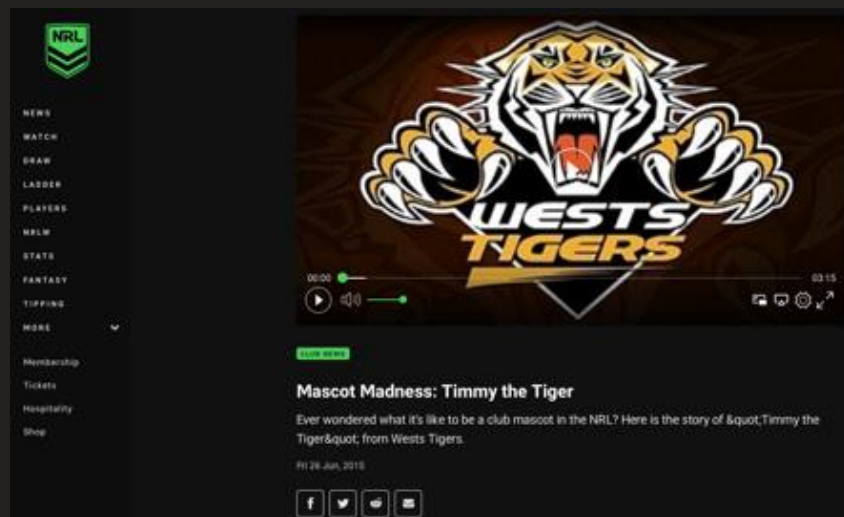 NRL
NEWS
WATCH
DRAW
LADDER
PLAYERS
NRLW
STATS
FANTASY
TIPPING
MORE
Membership
Tickets
Hospitality
Shop
WESTS
TIGERS
00:00
03:15
CLUB NEWS
Mascot Madness: Timmy the Tiger
Ever wondered what it's like to be a club mascot in the NRL? Here is the story of &quot;Timmy the
Tiger&quot; from Wests Tigers.
Fri 26 Jun, 2015